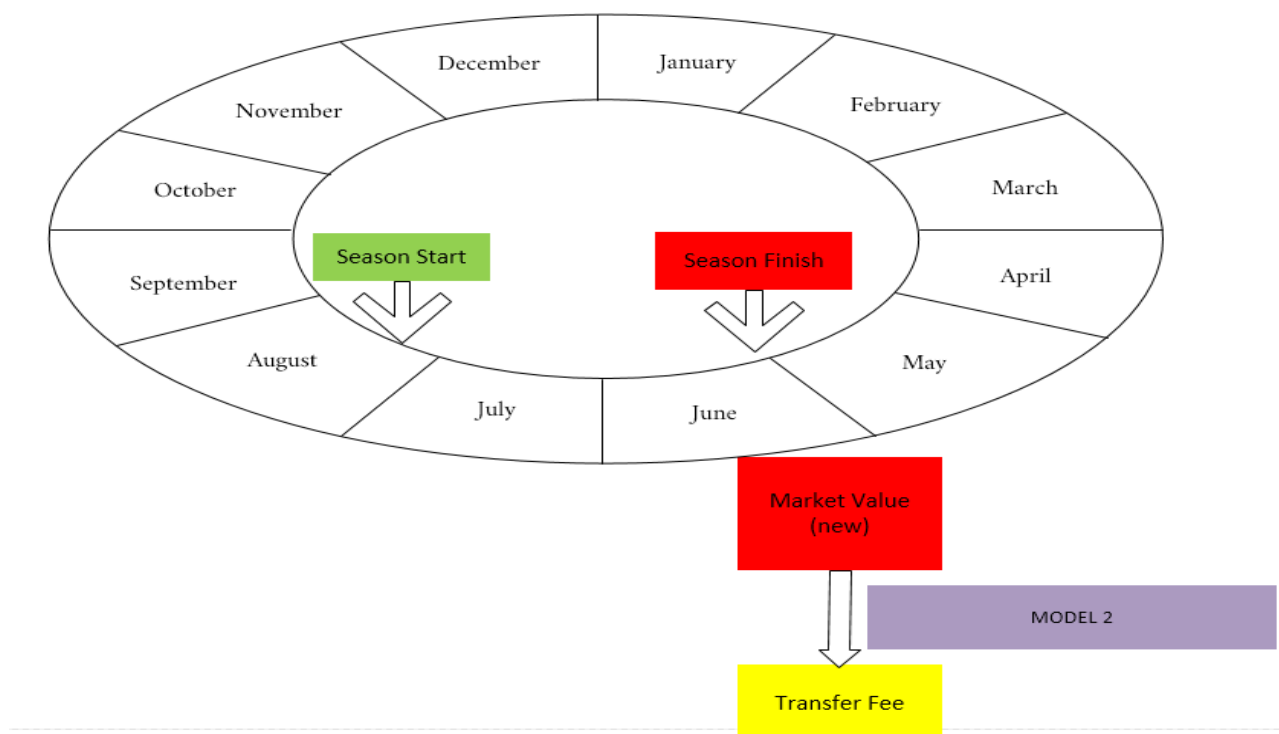 December
January
November
February
October
March
Season Start
Season Finish
September
April
August
May
July
June
Market Value
(new)
MODEL 2
Transfer Fee